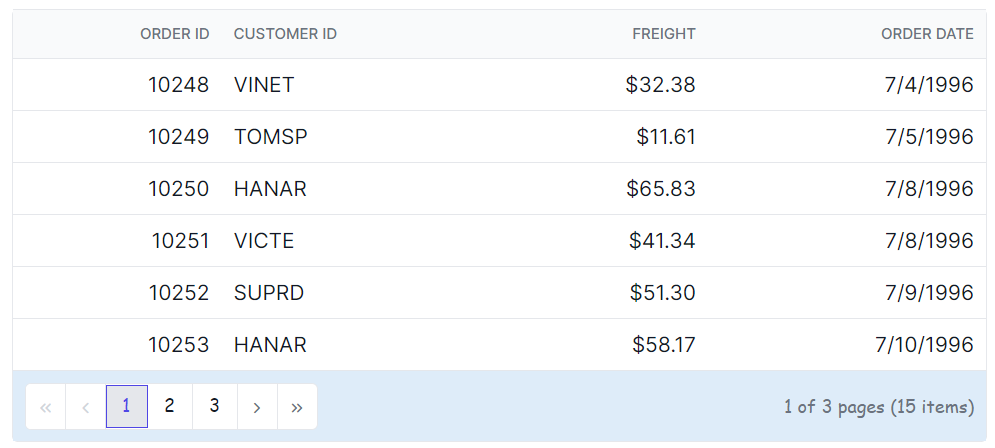 ORDER ID CUSTOMER ID FREIGHT ORDER DATE
10248 VINET $32.38 7/4/1996
10249 TOMSP $11.61 7/5/1996
10250 HANAR $65.83 7/8/1996
10251 VICTE $41.34 7/8/1996
10252 SUPRD $51.30 7/9/1996
10253 HANAR $58.17 7/10/1996
« ‹ 1 2 3 › » 1 of 3 pages (15 items)